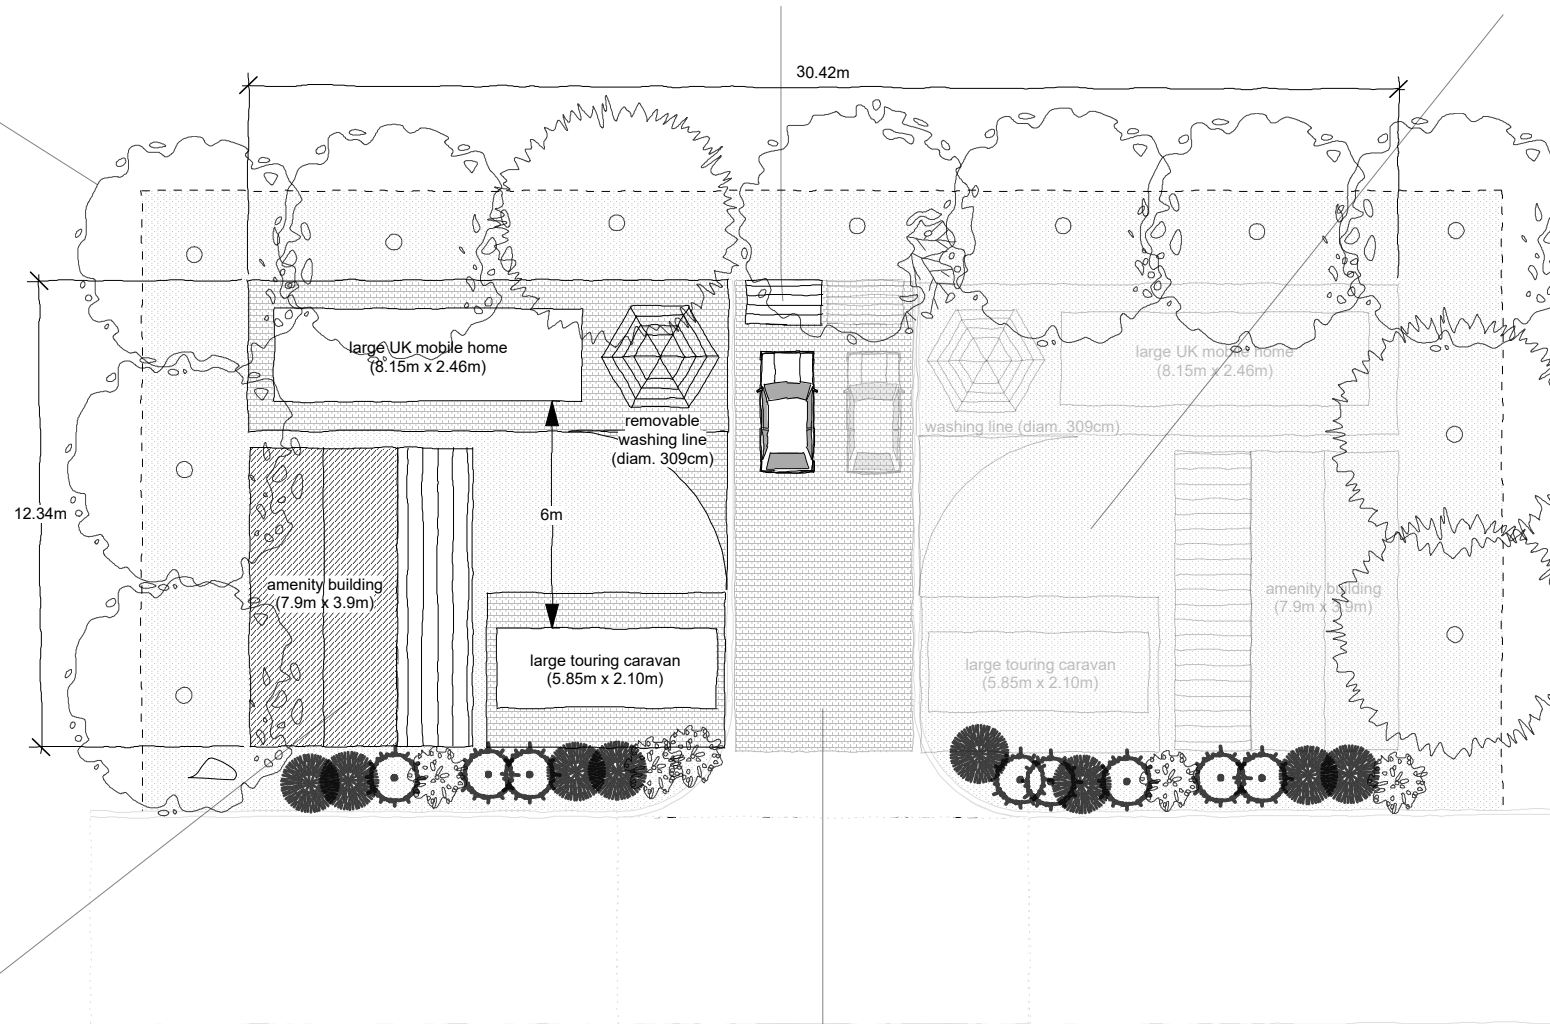 30.42m
large UK mobile home
(8.15m x 2.46m)
large UK mobile home
(8.15m x 2.46m)
removable
washing line
(diam. 309cm)
washing line (diam. 309cm)
12.34m
6m
amenity building
(7.9m x 3.9m)
amenity building
(7.9m x 3.9m)
large touring caravan
(5.85m x 2.10m)
large touring caravan
(5.85m x 2.10m)